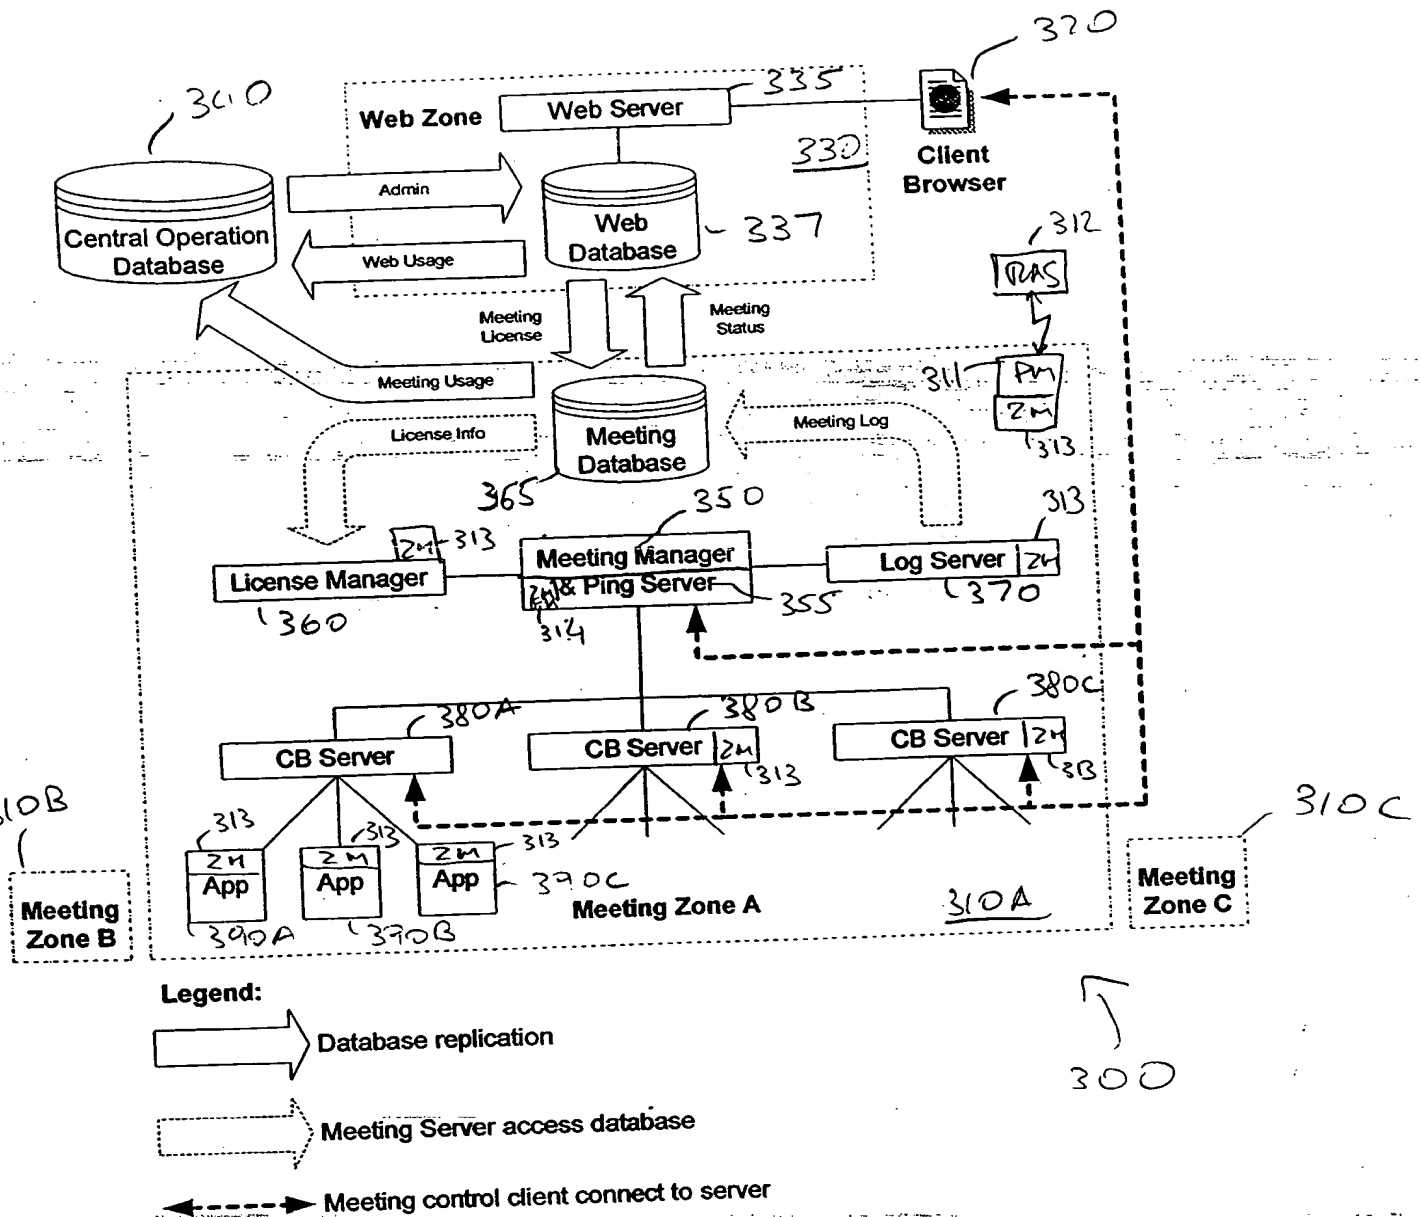 320
340
335
Web Zone
Web Server
330
Client
Browser
Admin
Central Operation
Database
Web
Database
337
Web Usage
312
RAS
Meeting
License
Meeting
Status
311
PM
ZM
313
Meeting Usage
Meeting Log
License Info
Meeting
Database
365
350
313
ZM
313
Meeting Manager
& Ping Server
License Manager
Log Server
ZM
360
314
355
370
380A
380B
380C
CB Server
CB Server
ZM
CB Server
ZM
313
313
310B
310C
313
313
313
ZM
ZM
ZM
App
App
App
390C
390A
390B
Meeting Zone A
310A
Meeting
Zone B
Meeting
Zone C
Legend:
300
Database replication
Meeting Server access database
Meeting control client connect to server